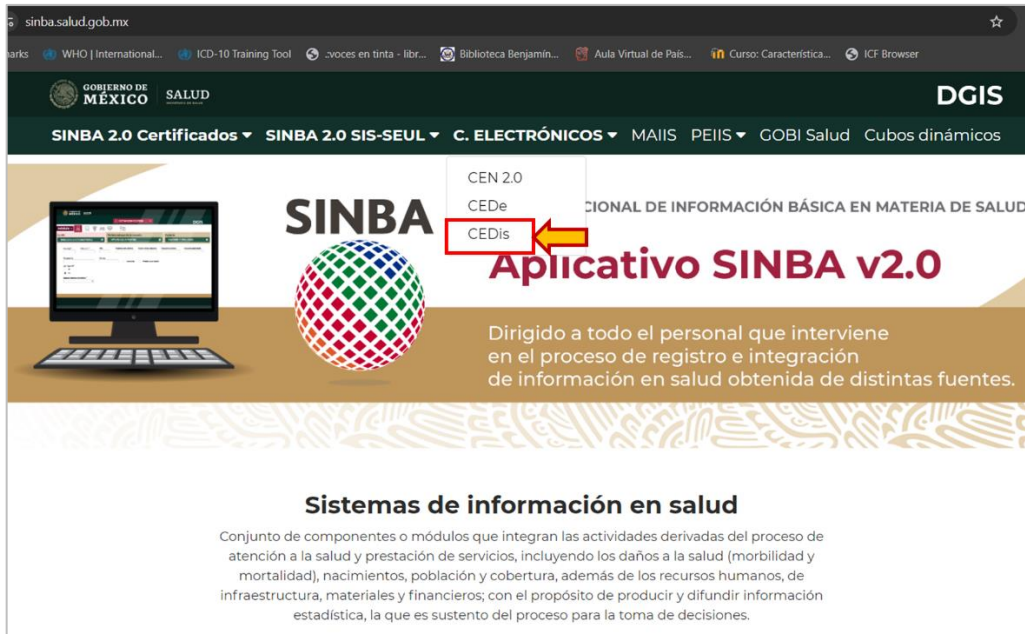 sinba.salud.gob.mx
arks WHO | International... ICD-10 Training Tool .:voces en tinta - libr... Biblioteca Benjamín... Aula Virtual de País... Curso: Característica... ICF Browser
GOBIERNO DE MÉXICO SALUD DGIS
SINBA 2.0 Certificados SINBA 2.0 SIS-SEUL C. ELECTRÓNICOS MAIIS PEIIS GOBI Salud Cubos dinámicos
CEN 2.0
CEDe
CEDis
SINBA
CIONAL DE INFORMACIÓN BÁSICA EN MATERIA DE SALUD
Aplicativo SINBA v2.0
Dirigido a todo el personal que interviene
en el proceso de registro e integración
de información en salud obtenida de distintas fuentes.
Sistemas de información en salud
Conjunto de componentes o módulos que integran las actividades derivadas del proceso de
atención a la salud y prestación de servicios, incluyendo los daños a la salud (morbilidad y
mortalidad), nacimientos, población y cobertura, además de los recursos humanos, de
infraestructura, materiales y financieros; con el propósito de producir y difundir información
estadística, la que es sustento del proceso para la toma de decisiones.